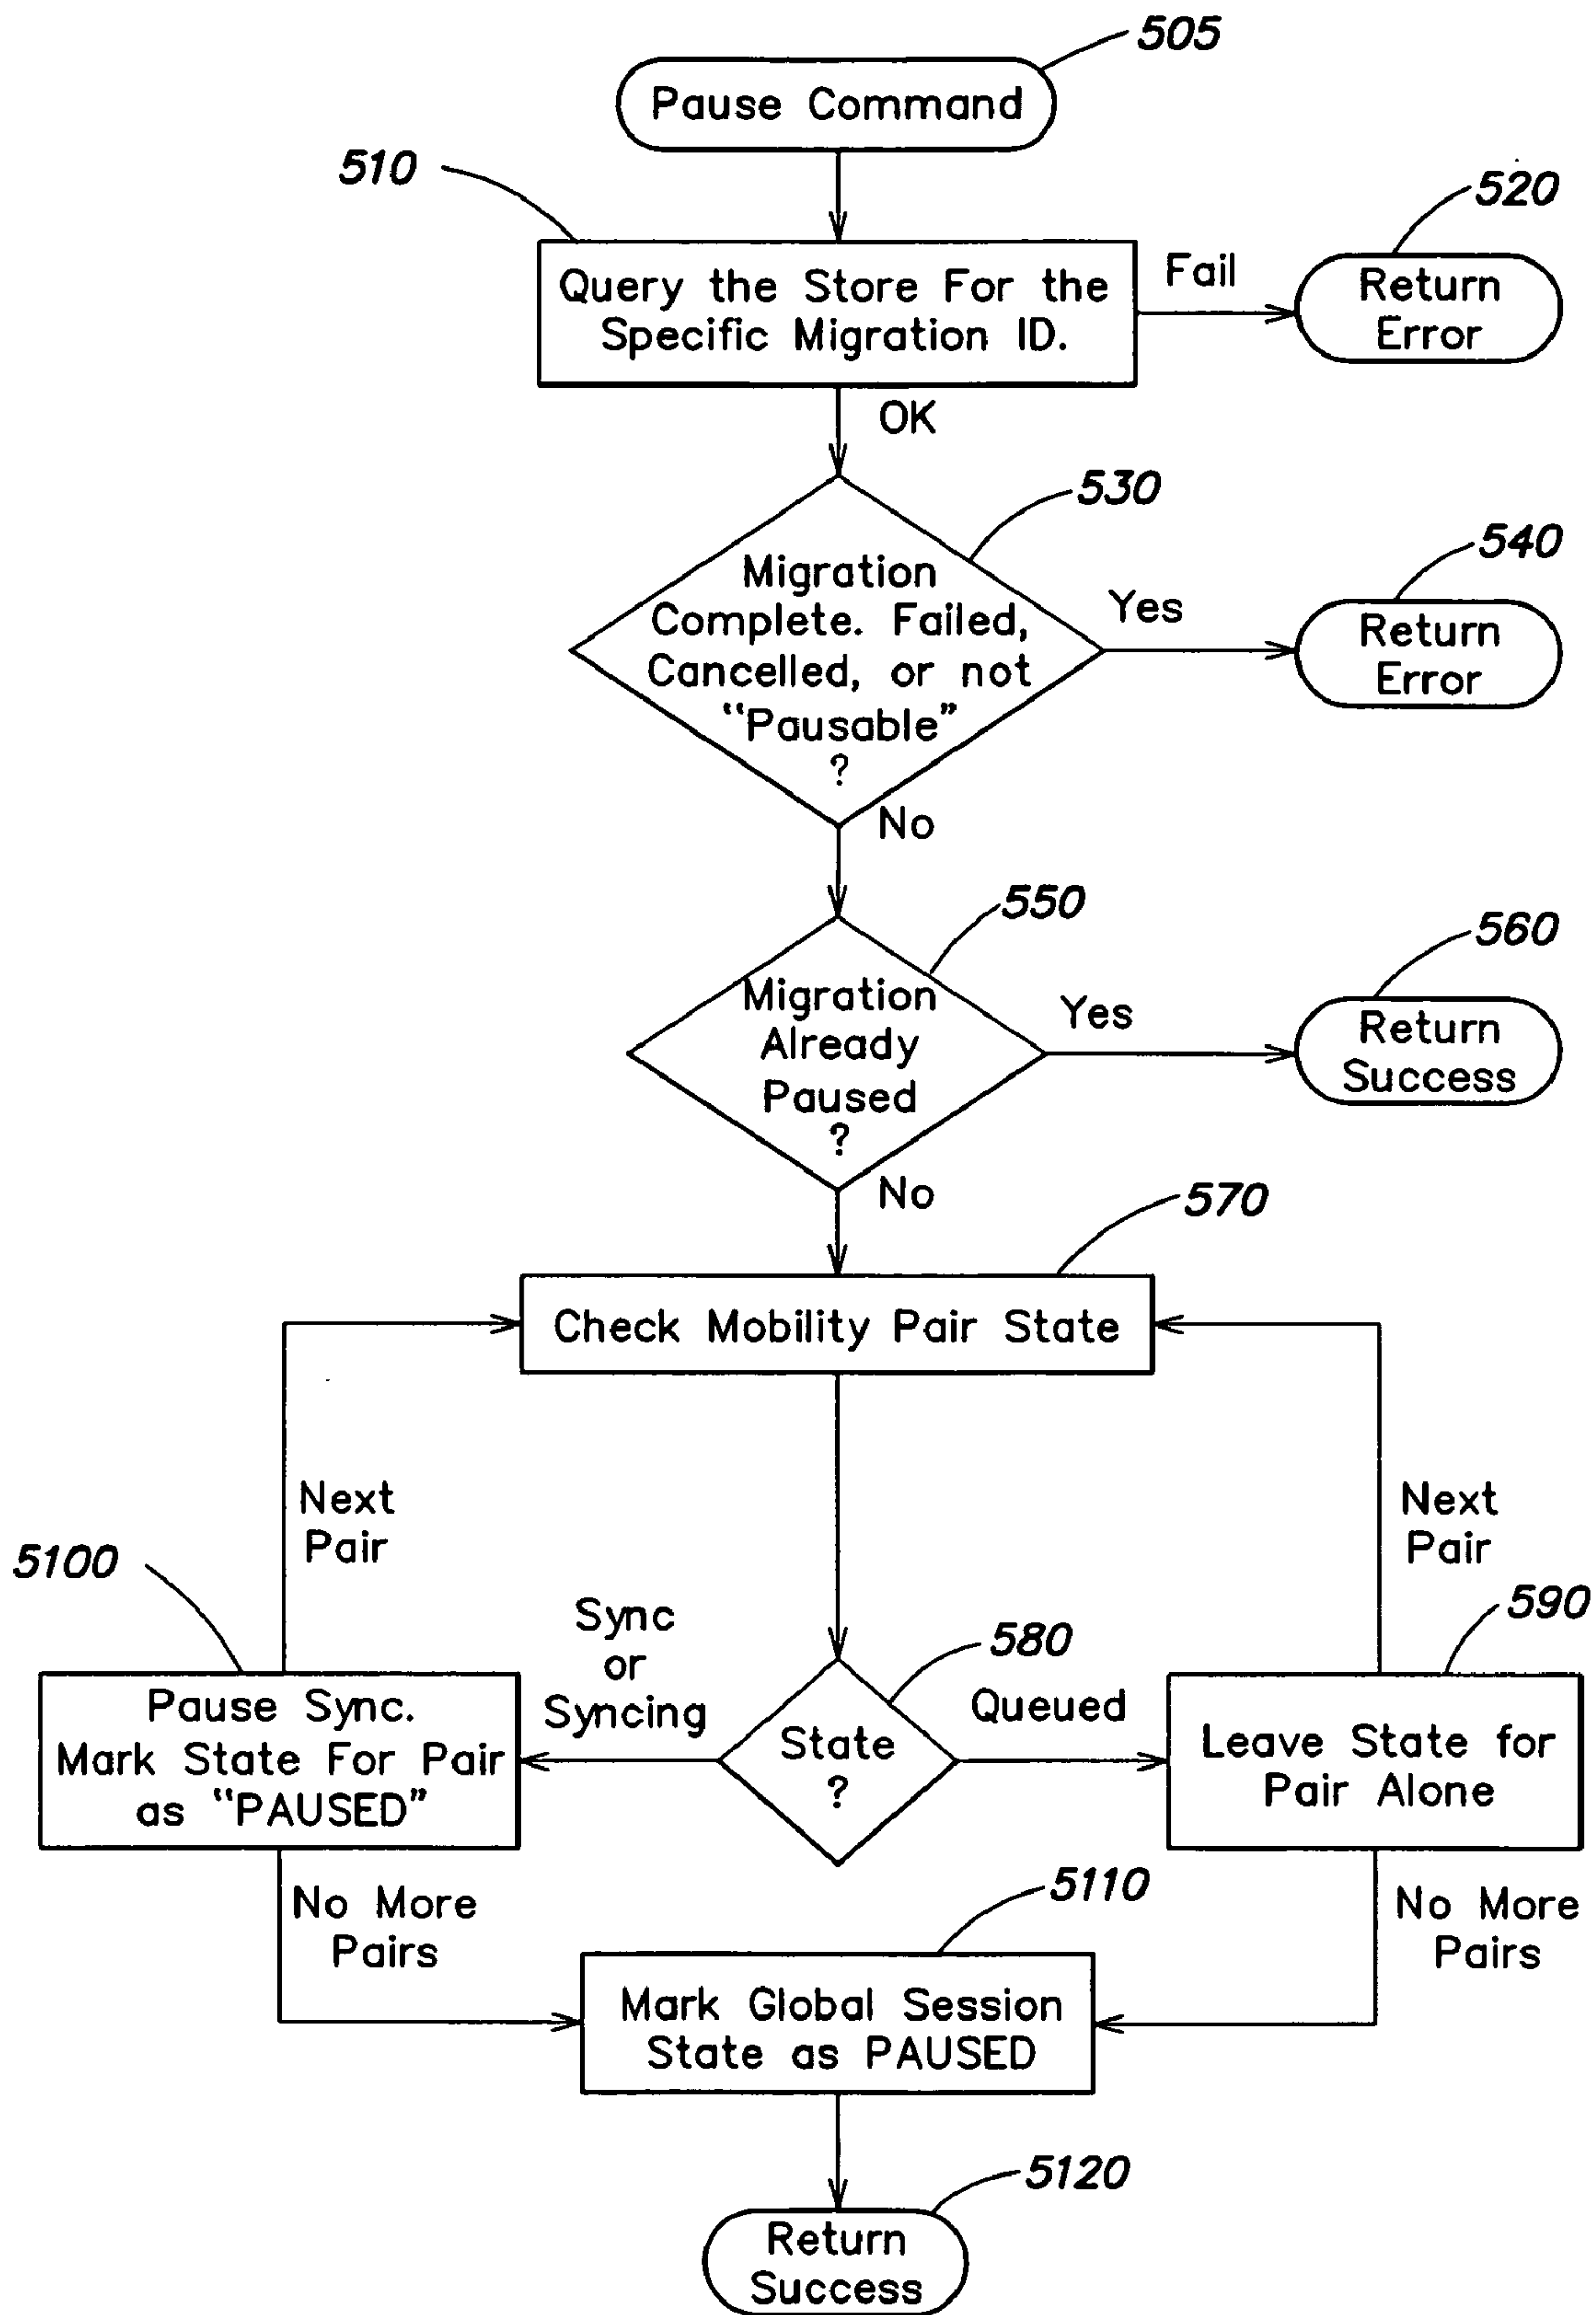 505
Pause Command
510
520
Query the Store For the
Specific Migration ID.
Fail
Return
Error
OK
530
540
Migration
Complete. Failed,
Cancelled, or not
“Pausable”
?
Yes
Return
Error
No
550
560
Migration
Already
Paused
?
Yes
Return
Success
No
570
Check Mobility Pair State
Next
Pair
Next
Pair
5100
590
Sync
or
Syncing
580
Queued
Pause Sync.
Mark State For Pair
as “PAUSED”
State
?
Leave State for
Pair Alone
No More
Pairs
5110
No More
Pairs
Mark Global Session
State as PAUSED
5120
Return
Success